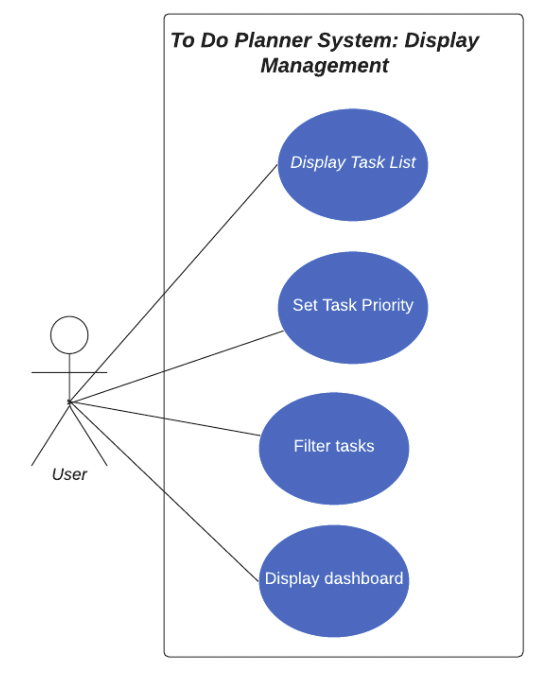 To Do Planner System: Display
Management
Display Task List
Set Task Priority
Filter tasks
User
Display dashboard